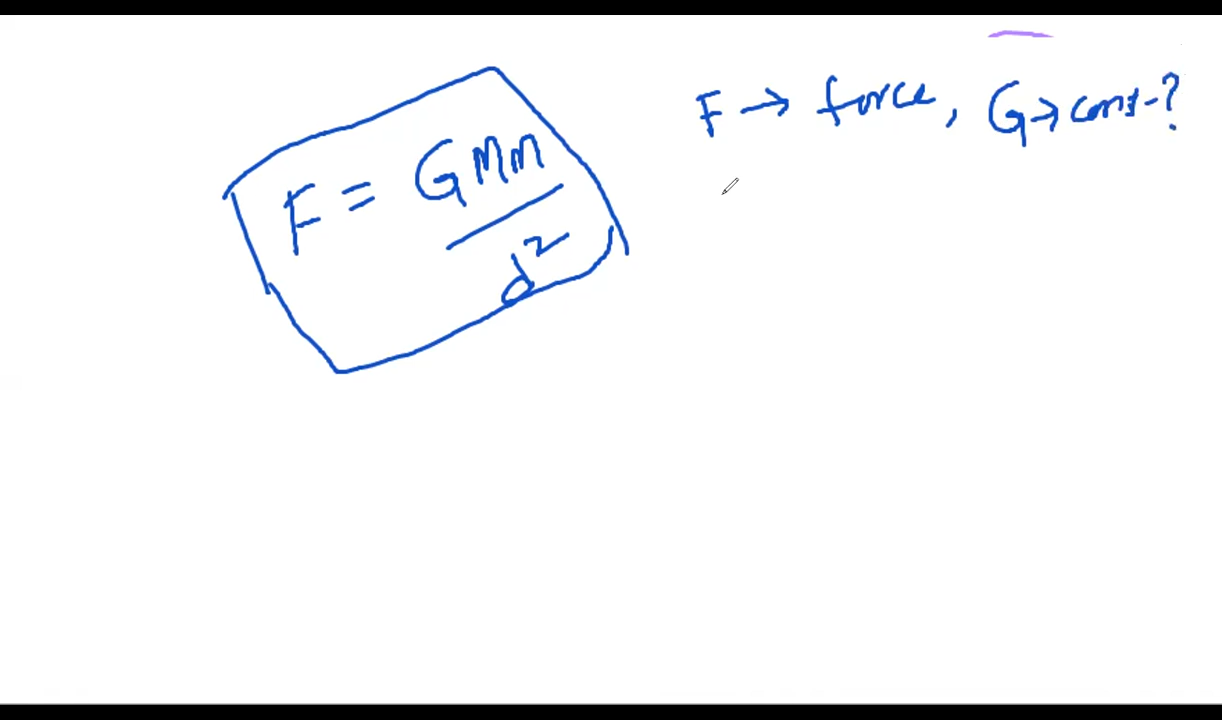 F = GMm
d²
F → force, G → const-?